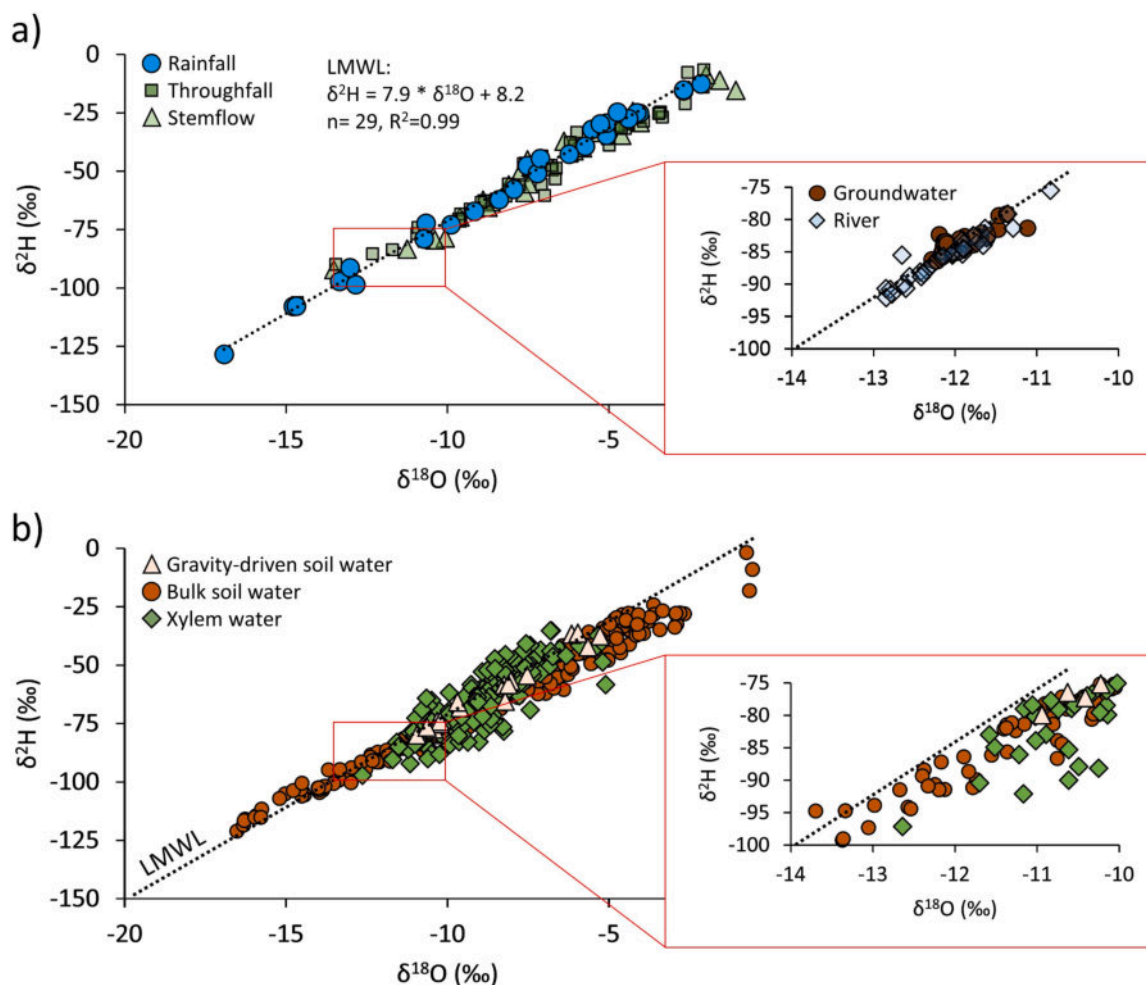 a)
0
-25
-50
-75
-100
-125
-150
δ²H (‰)
Rainfall
Throughfall
Stemflow
LMWL:
δ²H = 7.9 * δ¹⁸O + 8.2
n= 29, R²=0.99
-20
-15
-10
-5
δ¹⁸O (‰)
-75
-80
-85
-90
-95
-100
δ²H (‰)
Groundwater
River
-14
-13
-12
-11
-10
δ¹⁸O (‰)
b)
0
-25
-50
-75
-100
-125
-150
δ²H (‰)
Gravity-driven soil water
Bulk soil water
Xylem water
LMWL
-20
-15
-10
-5
δ¹⁸O (‰)
-75
-80
-85
-90
-95
-100
δ²H (‰)
-14
-13
-12
-11
-10
δ¹⁸O (‰)